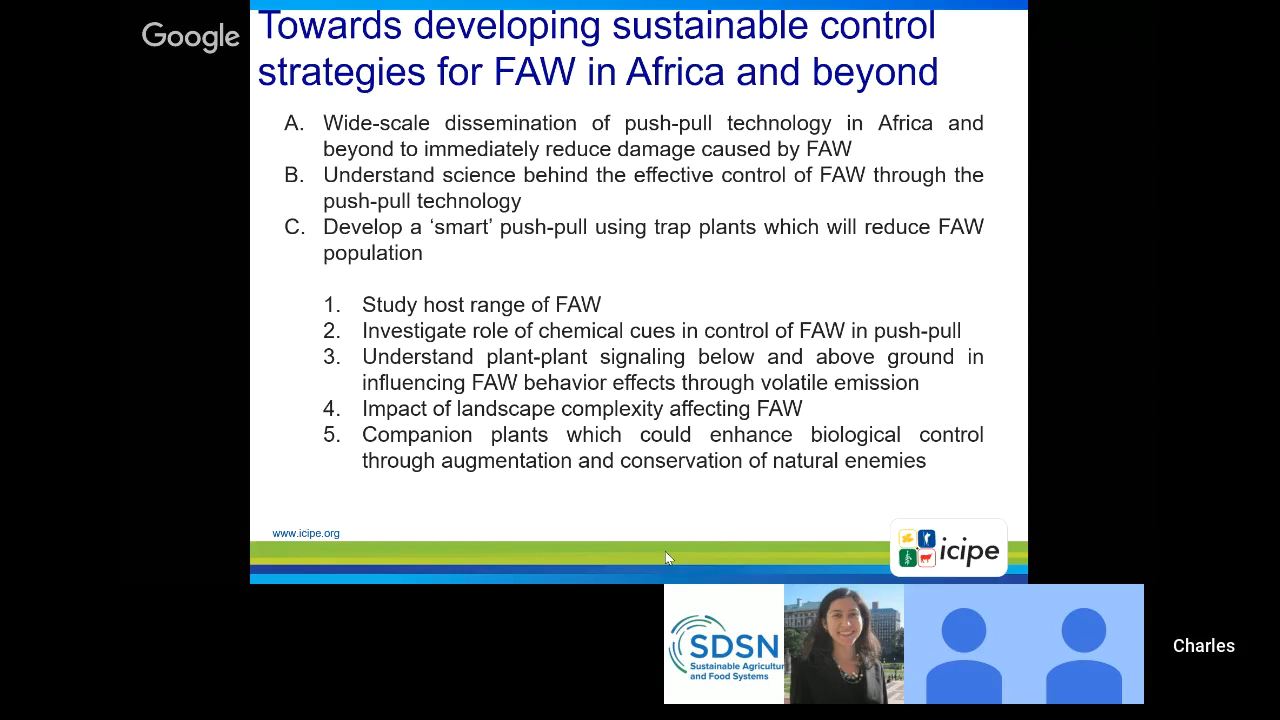 Google
Towards developing sustainable control
strategies for FAW in Africa and beyond
A. Wide-scale dissemination of push-pull technology in Africa and
beyond to immediately reduce damage caused by FAW
B. Understand science behind the effective control of FAW through the
push-pull technology
C. Develop a ‘smart’ push-pull using trap plants which will reduce FAW
population
1. Study host range of FAW
2. Investigate role of chemical cues in control of FAW in push-pull
3. Understand plant-plant signaling below and above ground in
influencing FAW behavior effects through volatile emission
4. Impact of landscape complexity affecting FAW
5. Companion plants which could enhance biological control
through augmentation and conservation of natural enemies
www.icipe.org
icipe
SDSN
Sustainable Agricultu
and Food Systems
Charles